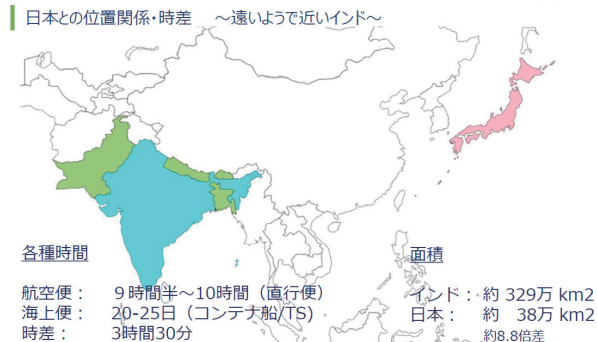 日本との位置関係・時差　～遠いようで近いインド～
各種時間
航空便：　９時間半～10時間（直行便）
海上便：　20-25日（コンテナ船/TS)
時差：　3時間30分
面積
インド：約 329万 km2
日本：　約　38万 km2
約8.8倍差